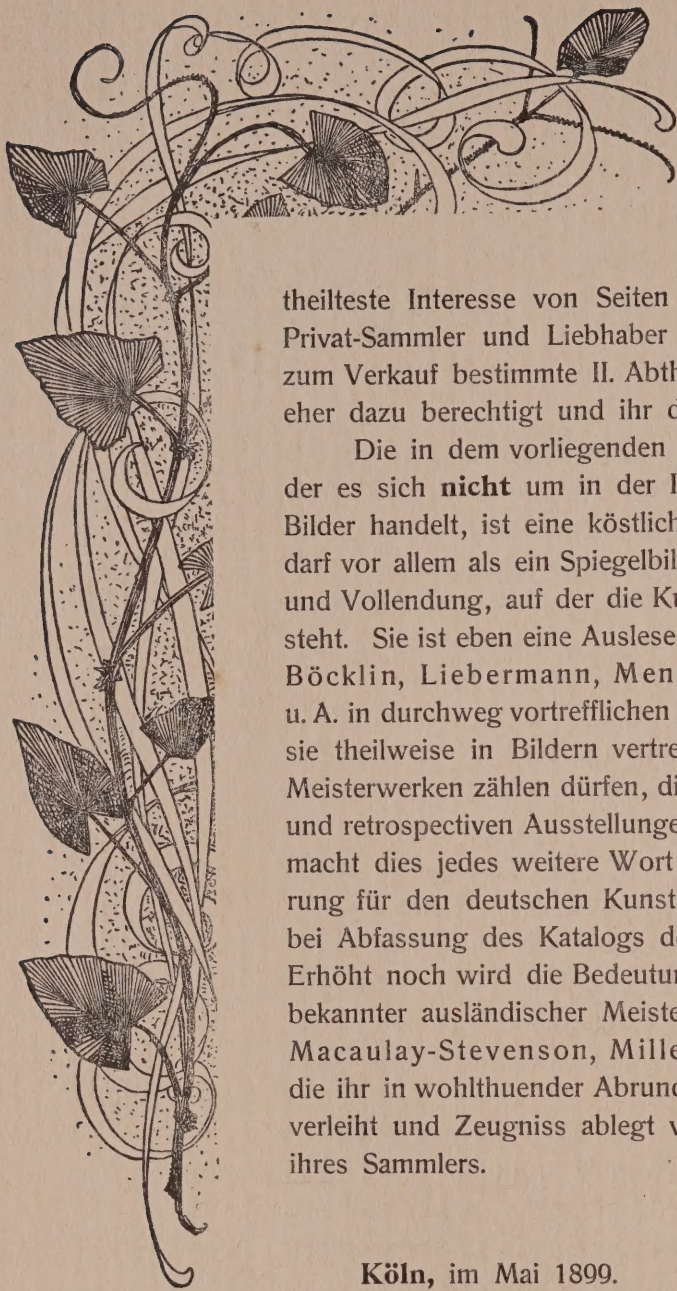 theilteste Interesse von Seiten
Privat-Sammler und Liebhaber
zum Verkauf bestimmte II. Abth
eher dazu berechtigt und ihr d
Die in dem vorliegenden
der es sich nicht um in der
Bilder handelt, ist eine köstlich
darf vor allem als ein Spiegelbil
und Vollendung, auf der die Ku
steht. Sie ist eben eine Auslese
Böcklin, Liebermann, Men
u. A. in durchweg vortrefflichen
sie theilweise in Bildern vertre
Meisterwerken zählen dürfen, di
und retrospectiven Ausstellunge
macht dies jedes weitere Wort
rung für den deutschen Kunst
bei Abfassung des Katalogs d
Erhöht noch wird die Bedeutun
bekannter ausländischer Meiste
Macaulay-Stevenson, Mille
die ihr in wohlthuender Abrund
verleiht und Zeugniss ablegt v
ihres Sammlers.
Köln, im Mai 1899.